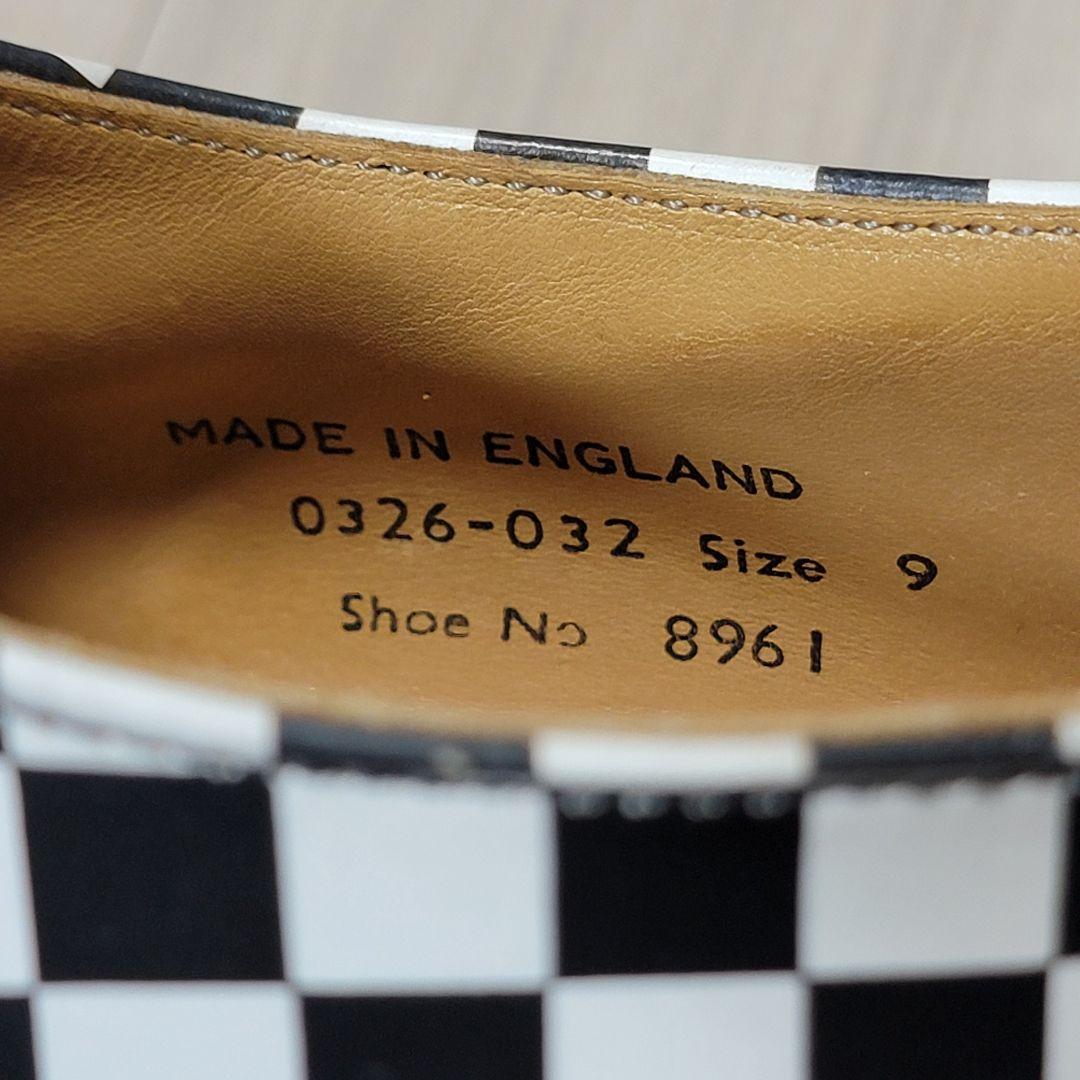 MADE IN ENGLAND
0326-032 Size 9
Shoe No 8961